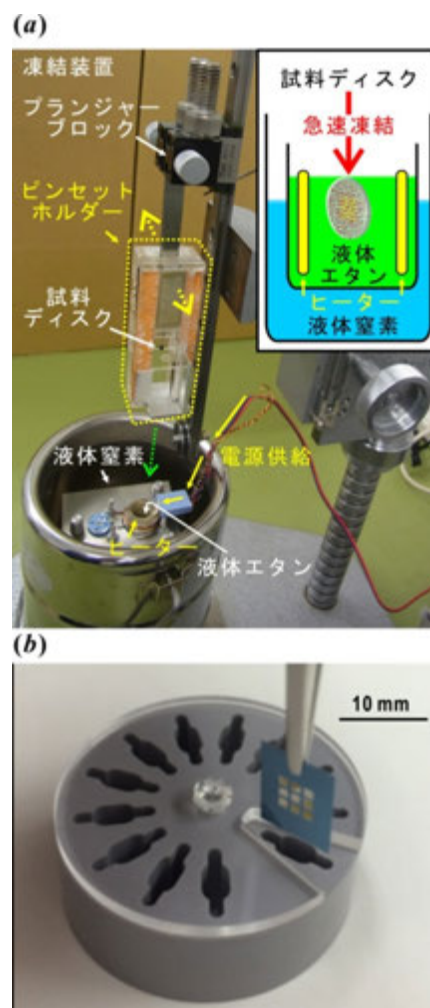 (a)
凍結装置
プランジャー
ブロック
ピンセット
ホルダー
試料
ディスク
液体窒素
ヒーター
電源供給
液体エタン
試料ディスク
急速凍結
液体
エタン
ヒーター
液体窒素
(b)
10 mm